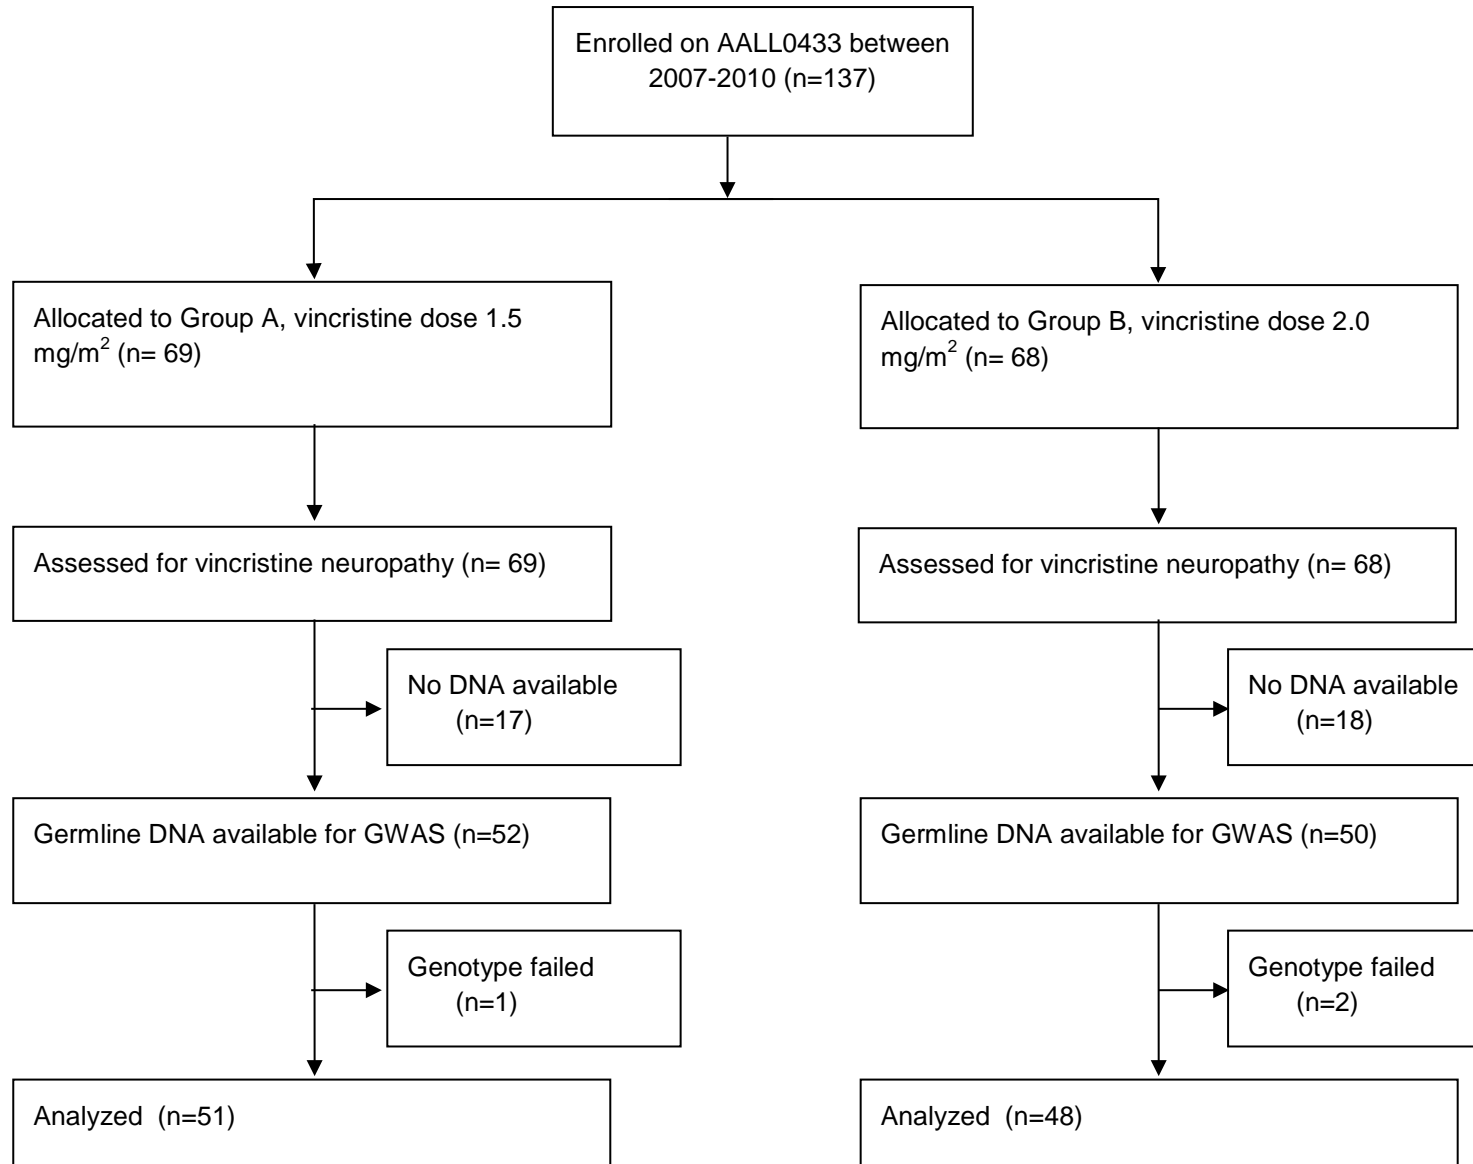 Enrolled on AALL0433 between
2007-2010 (n=137)
Allocated to Group A, vincristine dose 1.5
mg/m² (n= 69)
Allocated to Group B, vincristine dose 2.0
mg/m² (n= 68)
Assessed for vincristine neuropathy (n= 69)
Assessed for vincristine neuropathy (n= 68)
No DNA available
(n=17)
No DNA available
(n=18)
Germline DNA available for GWAS (n=52)
Germline DNA available for GWAS (n=50)
Genotype failed
(n=1)
Genotype failed
(n=2)
Analyzed  (n=51)
Analyzed  (n=48)